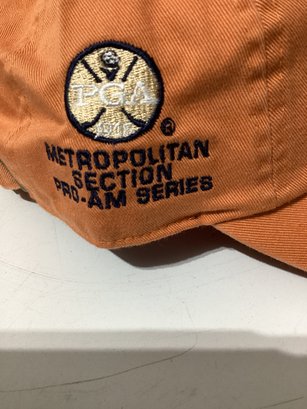 PGA
1916
®
METROPOLITAN
SECTION
PRO-AM SERIES